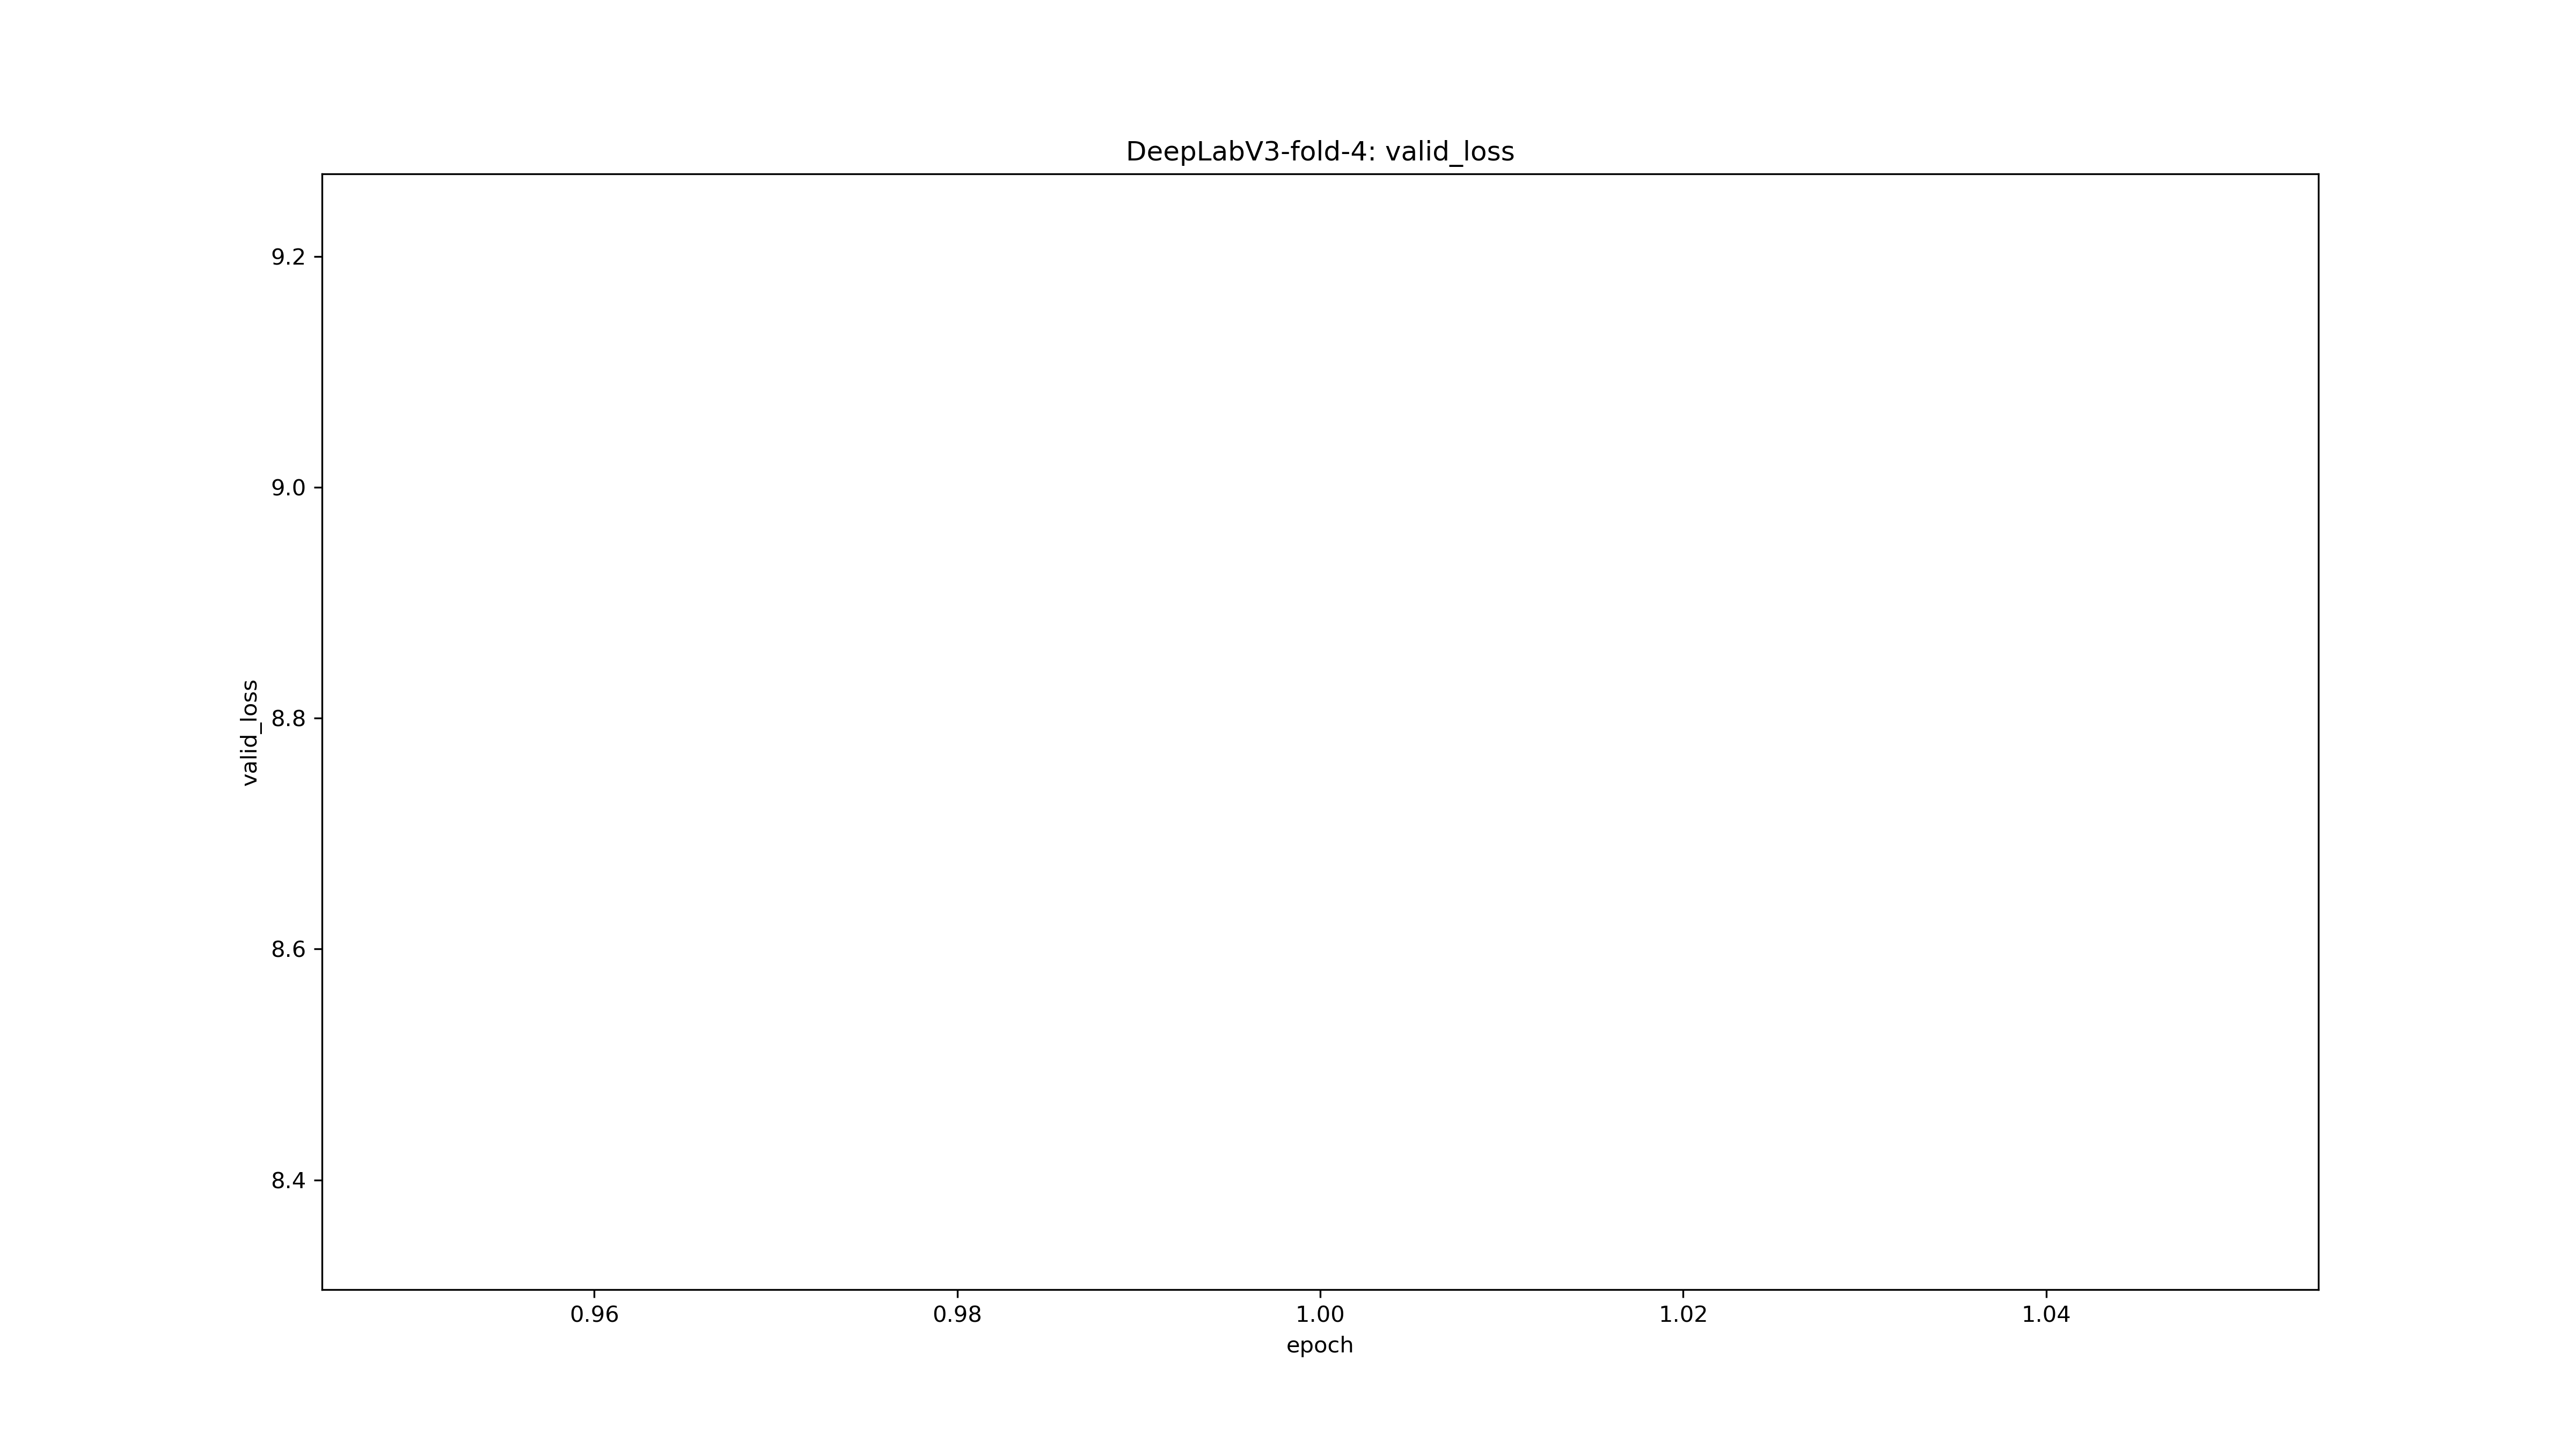 DeepLabV3-fold-4: valid_loss
9.2
9.0
8.8
8.6
8.4
valid_loss
0.96 0.98 1.00 1.02 1.04
epoch